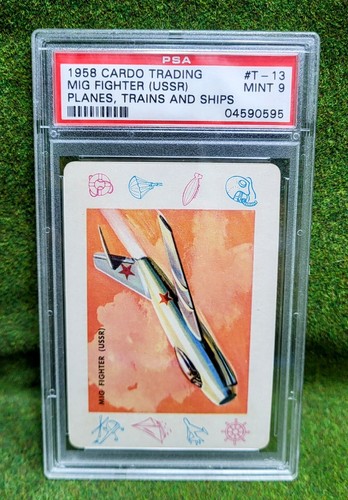 PSA
1958 CARDO TRADING #T-13
MIG FIGHTER (USSR) MINT 9
PLANES, TRAINS AND SHIPS
04590595
MIG FIGHTER (USSR)